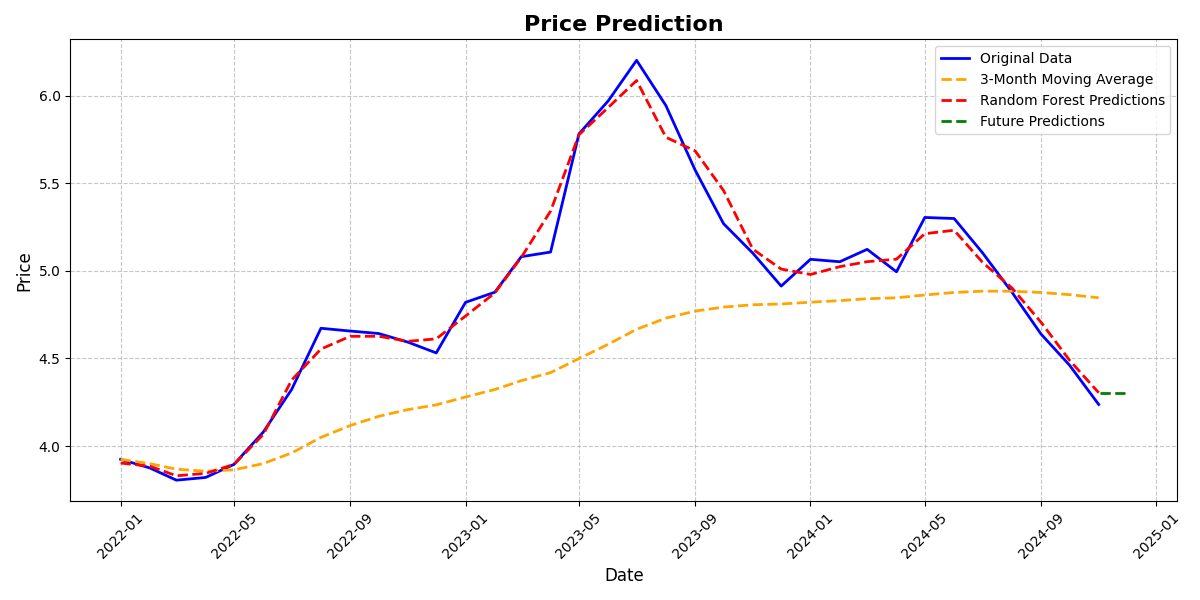 Price Prediction
Original Data
3-Month Moving Average
Random Forest Predictions
Future Predictions
Price
6.0
5.5
5.0
4.5
4.0
2022-01
2022-05
2022-09
2023-01
2023-05
2023-09
2024-01
2024-05
2024-09
2025-01
Date